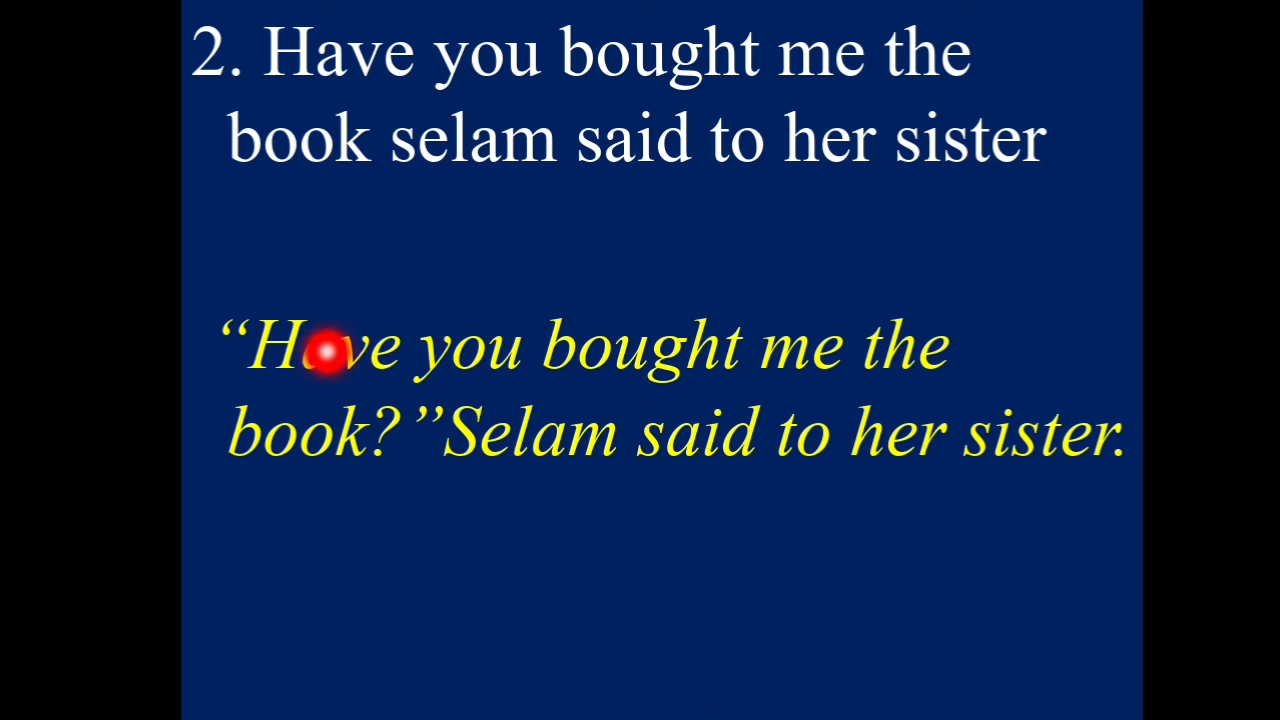 2. Have you bought me the
book selam said to her sister
“Have you bought me the
book?”Selam said to her sister.